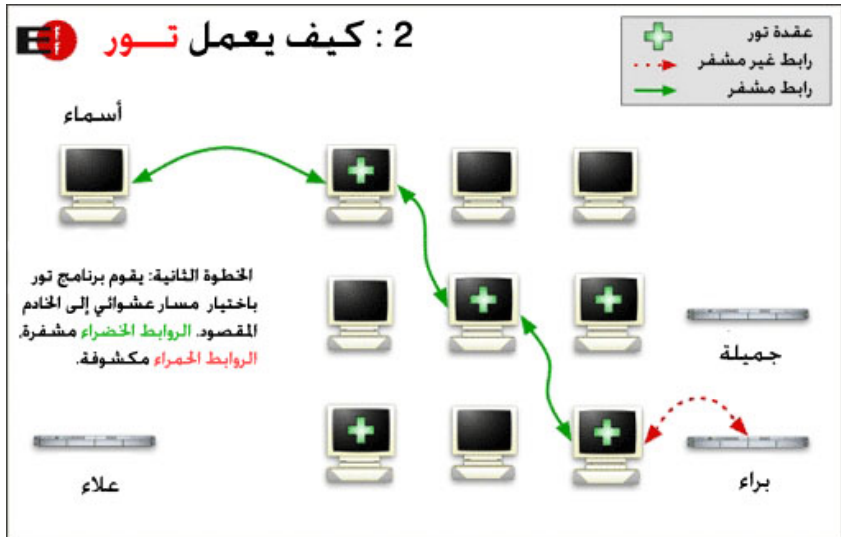 2 : كيف يعمل تـــور
عقدة تور
رابط غير مشفر
رابط مشفر
أسماء
الخطوة الثانية: يقوم برنامج تور
باختيار مسار عشوائي إلى الخادم
المقصود. الروابط الخضراء مشفرة,
الروابط الحمراء مكشوفة.
جميلة
علاء
براء